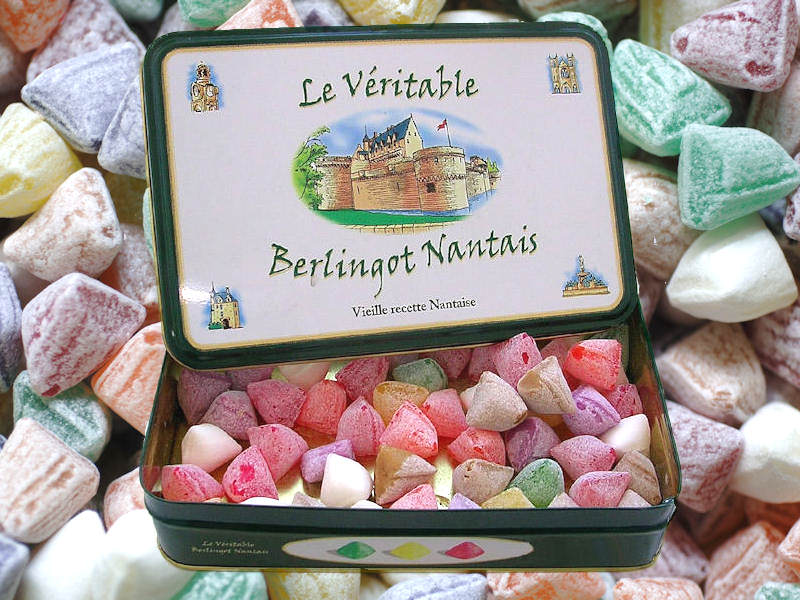 Le Véritable
Berlingot Nantais
Vieille recette Nantaise
Le Véritable
Berlingot Nantais